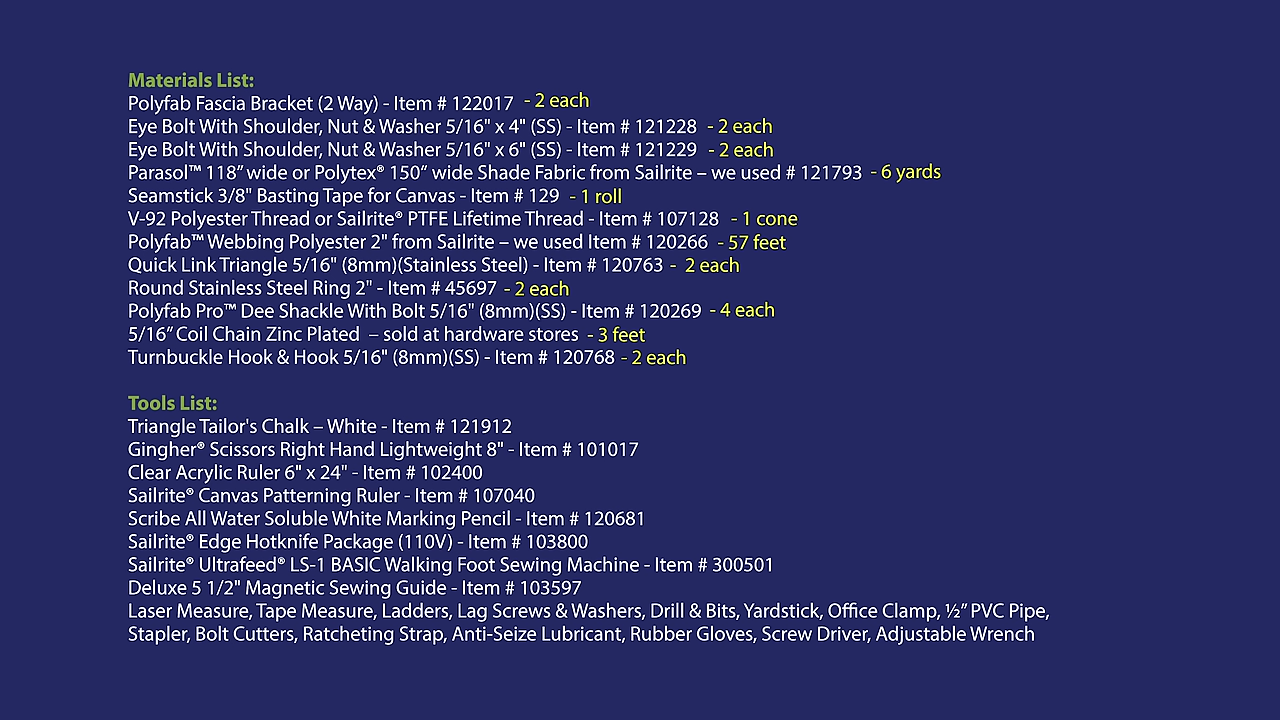 Materials List:
Polyfab Fascia Bracket (2 Way) - Item # 122017 - 2 each
Eye Bolt With Shoulder, Nut & Washer 5/16" x 4" (SS) - Item # 121228 - 2 each
Eye Bolt With Shoulder, Nut & Washer 5/16" x 6" (SS) - Item # 121229 - 2 each
Parasol™ 118” wide or Polytex® 150“ wide Shade Fabric from Sailrite – we used # 121793 - 6 yards
Seamstick 3/8" Basting Tape for Canvas - Item # 129 - 1 roll
V-92 Polyester Thread or Sailrite® PTFE Lifetime Thread - Item # 107128 - 1 cone
Polyfab™ Webbing Polyester 2" from Sailrite – we used Item # 120266 - 57 feet
Quick Link Triangle 5/16" (8mm)(Stainless Steel) - Item # 120763 - 2 each
Round Stainless Steel Ring 2" - Item # 45697 - 2 each
Polyfab Pro™ Dee Shackle With Bolt 5/16" (8mm)(SS) - Item # 120269 - 4 each
5/16“ Coil Chain Zinc Plated – sold at hardware stores - 3 feet
Turnbuckle Hook & Hook 5/16" (8mm)(SS) - Item # 120768 - 2 each
Tools List:
Triangle Tailor's Chalk – White - Item # 121912
Gingher® Scissors Right Hand Lightweight 8" - Item # 101017
Clear Acrylic Ruler 6" x 24" - Item # 102400
Sailrite® Canvas Patterning Ruler - Item # 107040
Scribe All Water Soluble White Marking Pencil - Item # 120681
Sailrite® Edge Hotknife Package (110V) - Item # 103800
Sailrite® Ultrafeed® LS-1 BASIC Walking Foot Sewing Machine - Item # 300501
Deluxe 5 1/2" Magnetic Sewing Guide - Item # 103597
Laser Measure, Tape Measure, Ladders, Lag Screws & Washers, Drill & Bits, Yardstick, Office Clamp, ½” PVC Pipe,
Stapler, Bolt Cutters, Ratcheting Strap, Anti-Seize Lubricant, Rubber Gloves, Screw Driver, Adjustable Wrench